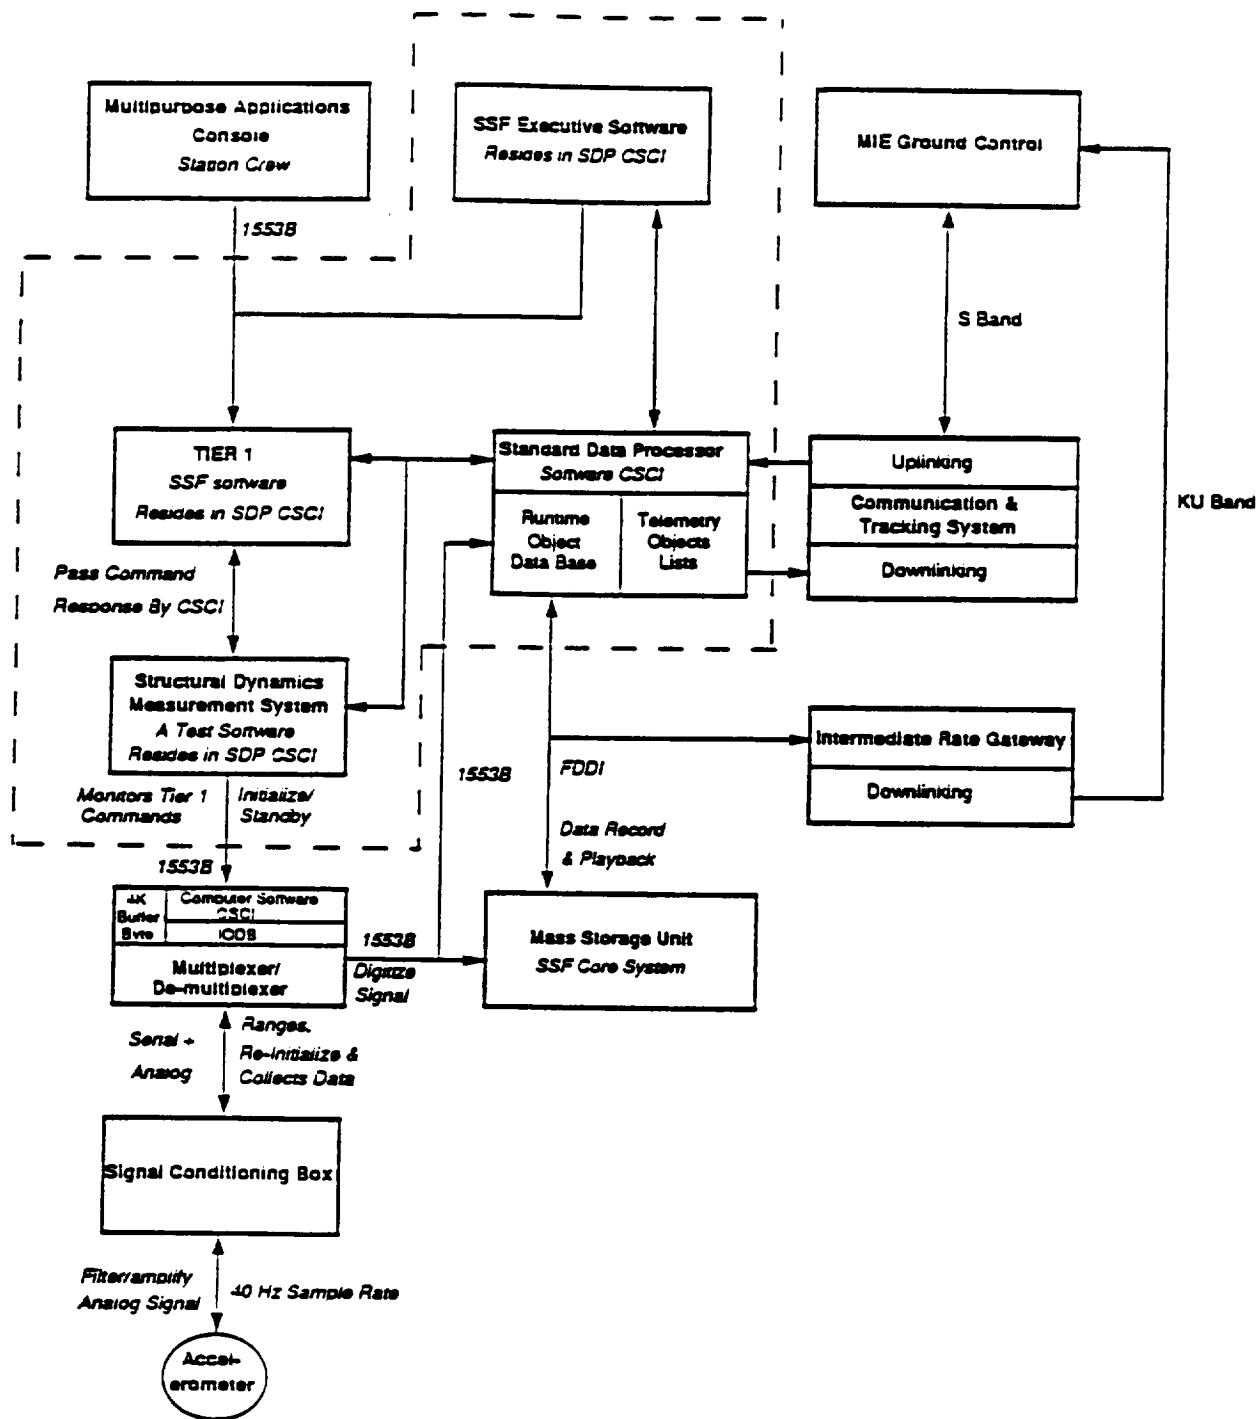 Multipurpose Applications
Console
Station Crew
SSF Executive Software
Resides in SDP CSCI
MIE Ground Control
1553B
S Band
KU Band
TIER 1
SSF software
Resides in SDP CSCI
Standard Data Processor
Software CSCI
Runtime
Object
Data Base
Telemetry
Objects
Lists
Uplinking
Communication &
Tracking System
Downlinking
Pass Command
Response By CSCI
Structural Dynamics
Measurement System
A Test Software
Resides in SDP CSCI
Intermediate Rate Gateway
Downlinking
1553B
FDDI
Monitors Tier 1
Commands
Initialize/
Standby
Data Record
& Playback
1553B
4K
Buffer
Byte
Computer Software
CSCI
ICDB
Multiplexer/
De-multiplexer
1553B
Digitize
Signal
Mass Storage Unit
SSF Core System
Serial +
Analog
Ranges,
Re-Initialize &
Collects Data
Signal Conditioning Box
Filter/amplify
Analog Signal
40 Hz Sample Rate
Accel-
erometer